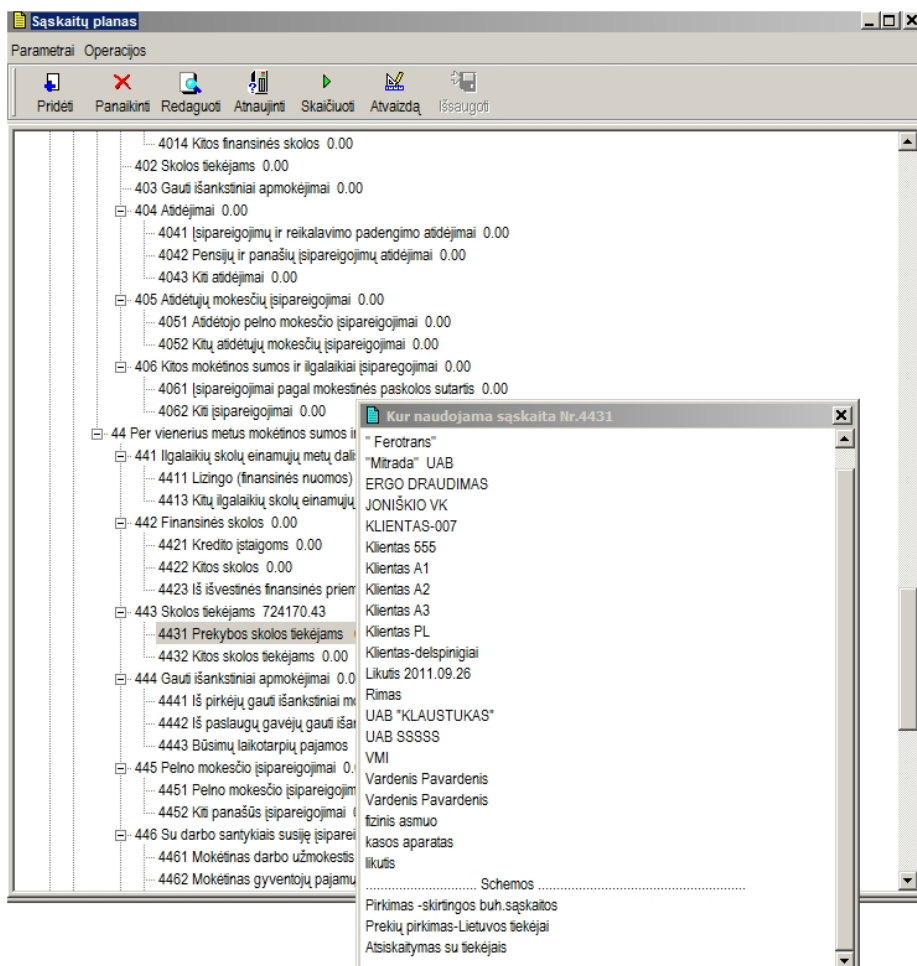 Sąskaitų planas
Parametrai Operacijos
Pridėti Panaikinti Redaguoti Atnaujinti Skaičiuoti Atvaizdą Išsaugoti
4014 Kitos finansinės skolos 0.00
402 Skolos tiekėjams 0.00
403 Gauti išankstiniai apmokėjimai 0.00
404 Atidėjimai 0.00
4041 Įsipareigojimų ir reikalavimo padengimo atidėjimai 0.00
4042 Pensijų ir panašių įsipareigojimų atidėjimai 0.00
4043 Kiti atidėjimai 0.00
405 Atidėtųjų mokesčių įsipareigojimai 0.00
4051 Atidėtojo pelno mokesčio įsipareigojimai 0.00
4052 Kitų atidėtųjų mokesčių įsipareigojimai 0.00
406 Kitos mokėtinos sumos ir ilgalaikiai įsiparegojimai 0.00
4061 Įsipareigojimai pagal mokestinės paskolos sutartis 0.00
4062 Kiti įsipareigojimai 0.00
44 Per vienerius metus mokėtinos sumos ir
441 Ilgalaikių skolų einamųjų metų dalis
4411 Lizingo (finansinės nuomos)
4413 Kitų ilgalaikių skolų einamųjų
442 Finansinės skolos 0.00
4421 Kredito įstaigoms 0.00
4422 Kitos skolos 0.00
4423 Iš išvestinės finansinės priem
443 Skolos tiekėjams 724170.43
4431 Prekybos skolos tiekėjams
4432 Kitos skolos tiekėjams 0.00
444 Gauti išankstiniai apmokėjimai 0.0
4441 Iš pirkėjų gauti išankstiniai mo
4442 Iš paslaugų gavėjų gauti išan
4443 Būsimų laikotarpių pajamos
445 Pelno mokesčio įsipareigojimai 0.
4451 Pelno mokesčio įsipareigojim
4452 Kiti panašūs įsipareigojimai
446 Su darbo santykiais susiję įsiparei
4461 Mokėtinas darbo užmokestis
4462 Mokėtinas gyventojų pajamų
Kur naudojama sąskaita Nr.4431
" Ferotrans"
"Mitrada" UAB
ERGO DRAUDIMAS
JONIŠKIO VK
KLIENTAS-007
Klientas 555
Klientas A1
Klientas A2
Klientas A3
Klientas PL
Klientas-delspinigiai
Likutis 2011.09.26
Rimas
UAB "KLAUSTUKAS"
UAB SSSSS
VMI
Vardenis Pavardenis
Vardenis Pavardenis
fizinis asmuo
kasos aparatas
likutis
............................ Schemos ....................................................
Pirkimas -skirtingos buh.sąskaitos
Prekių pirkimas-Lietuvos tiekėjai
Atsiskaitymas su tiekėjais